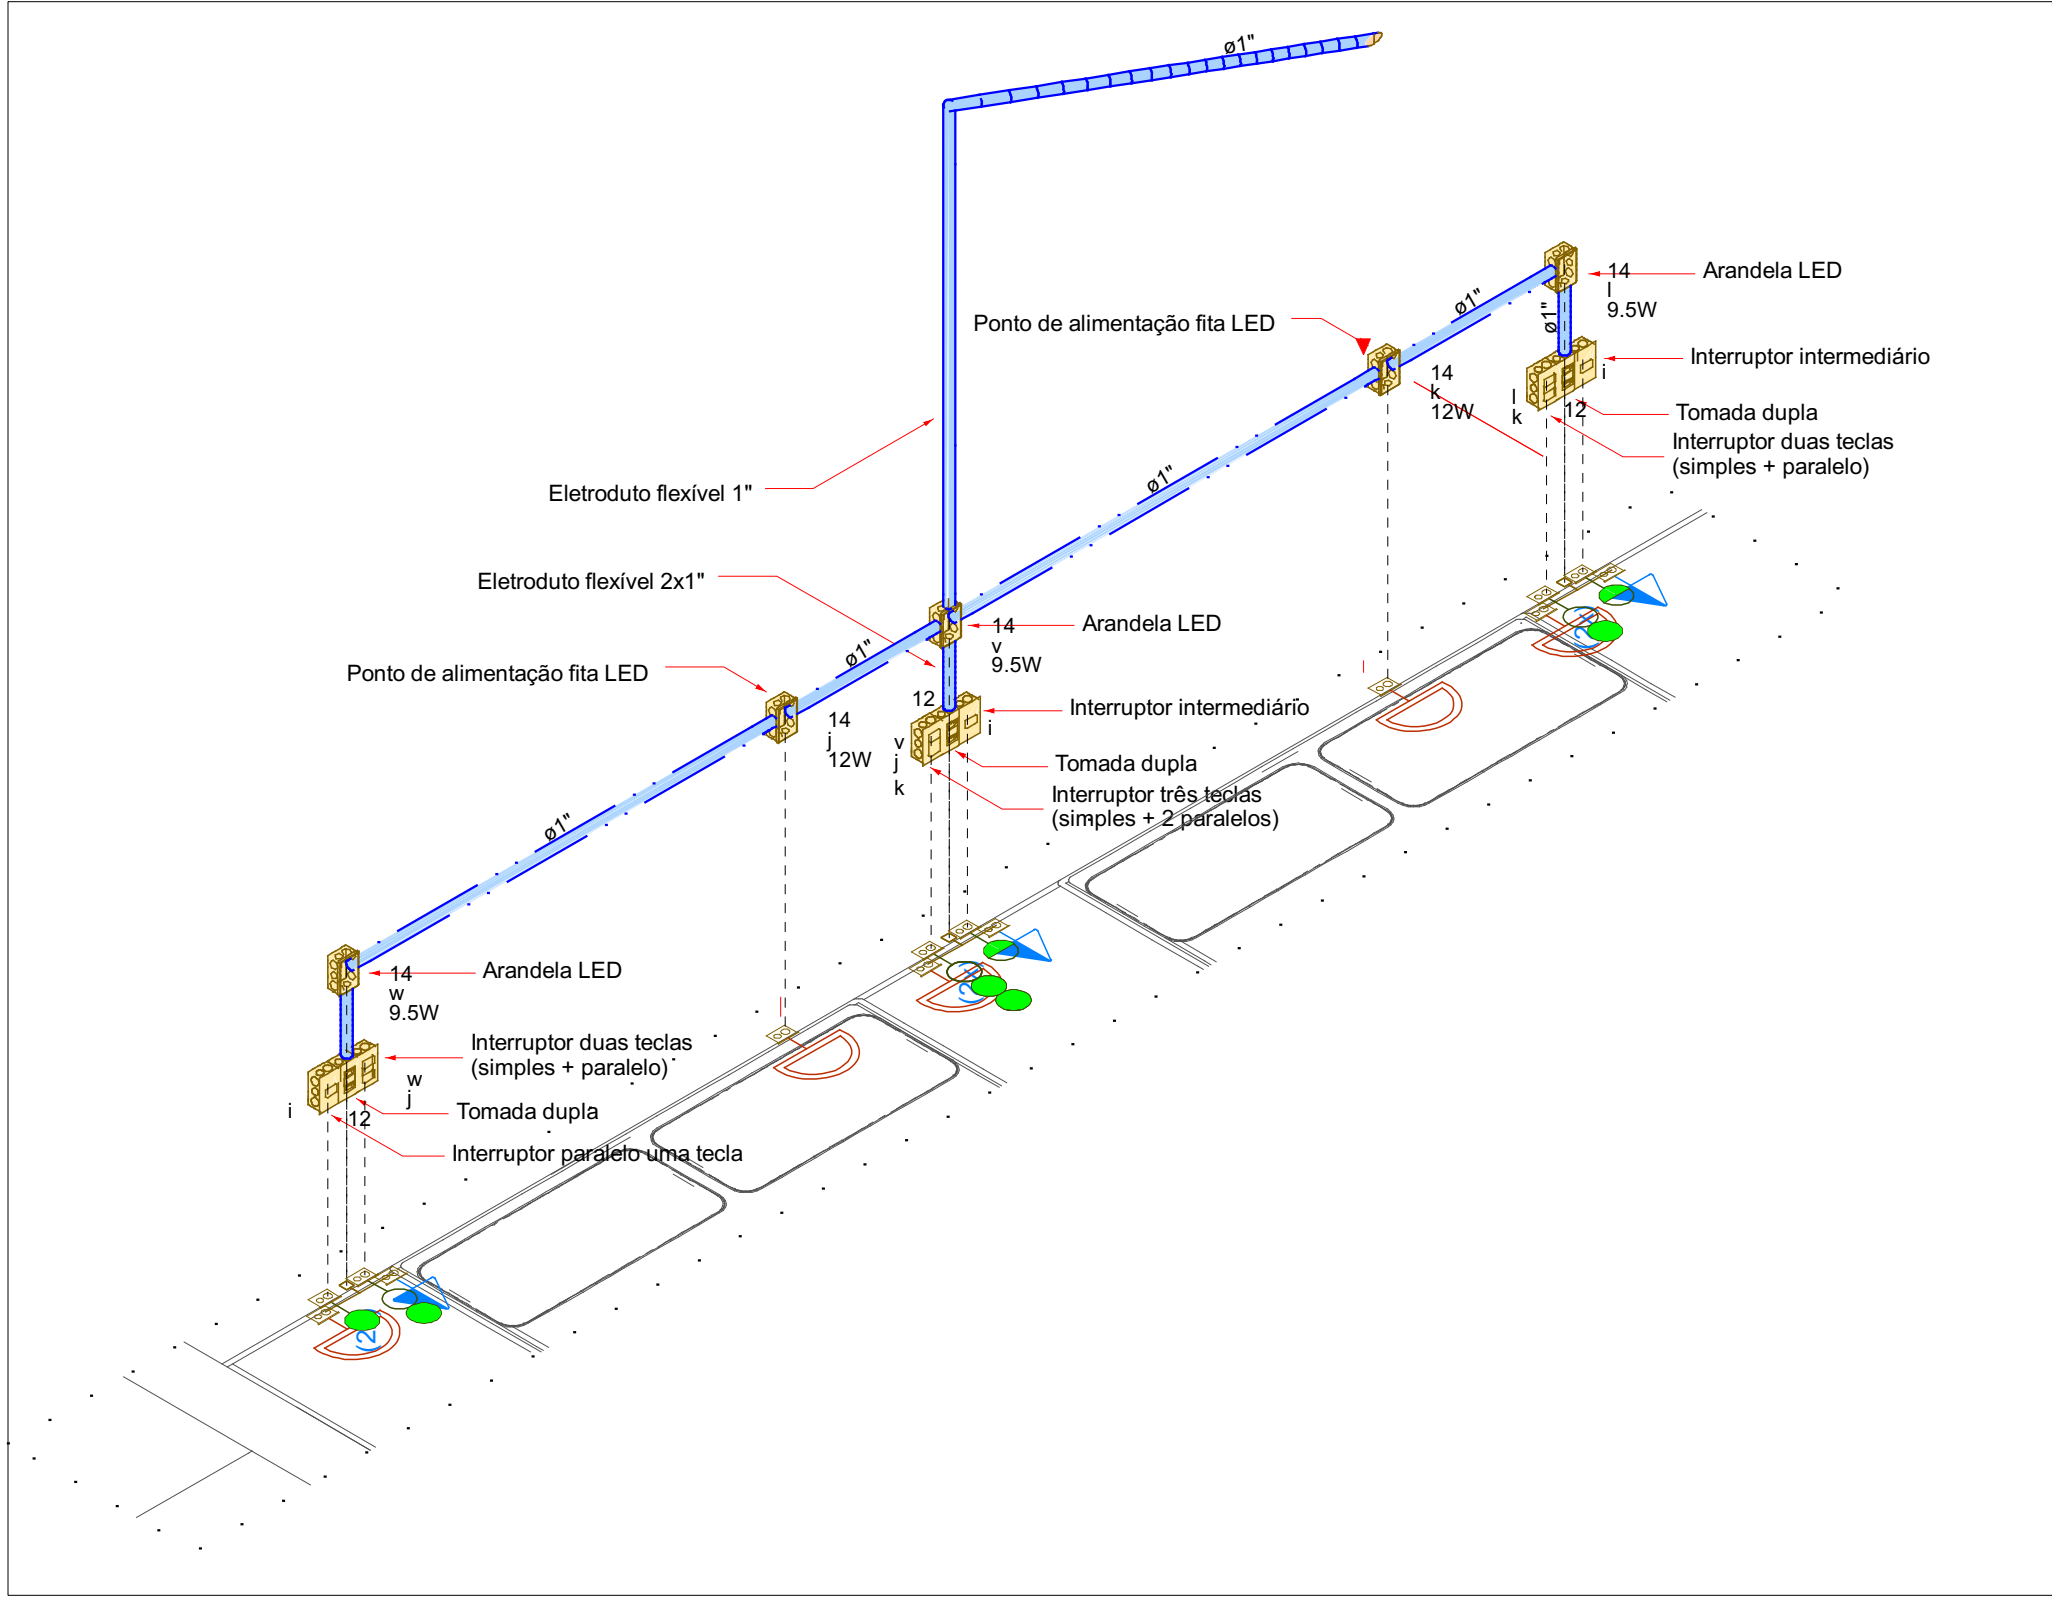 ø1"
14
Arandela LED
l
9.5W
ø1"
ø1"
Ponto de alimentação fita LED
Interruptor intermediário
i
14
k
12W
l
k
12
Tomada dupla
Interruptor duas teclas
(simples + paralelo)
ø1"
Eletroduto flexível 1"
Eletroduto flexível 2x1"
14
Arandela LED
v
9.5W
ø1"
Ponto de alimentação fita LED
12
Interruptor intermediário
i
14
j
12W
v
j
k
Tomada dupla
Interruptor três teclas
(simples + 2 paralelos)
ø1"
14
Arandela LED
w
9.5W
Interruptor duas teclas
(simples + paralelo)
w
j
i
12
Tomada dupla
Interruptor paralelo uma tecla